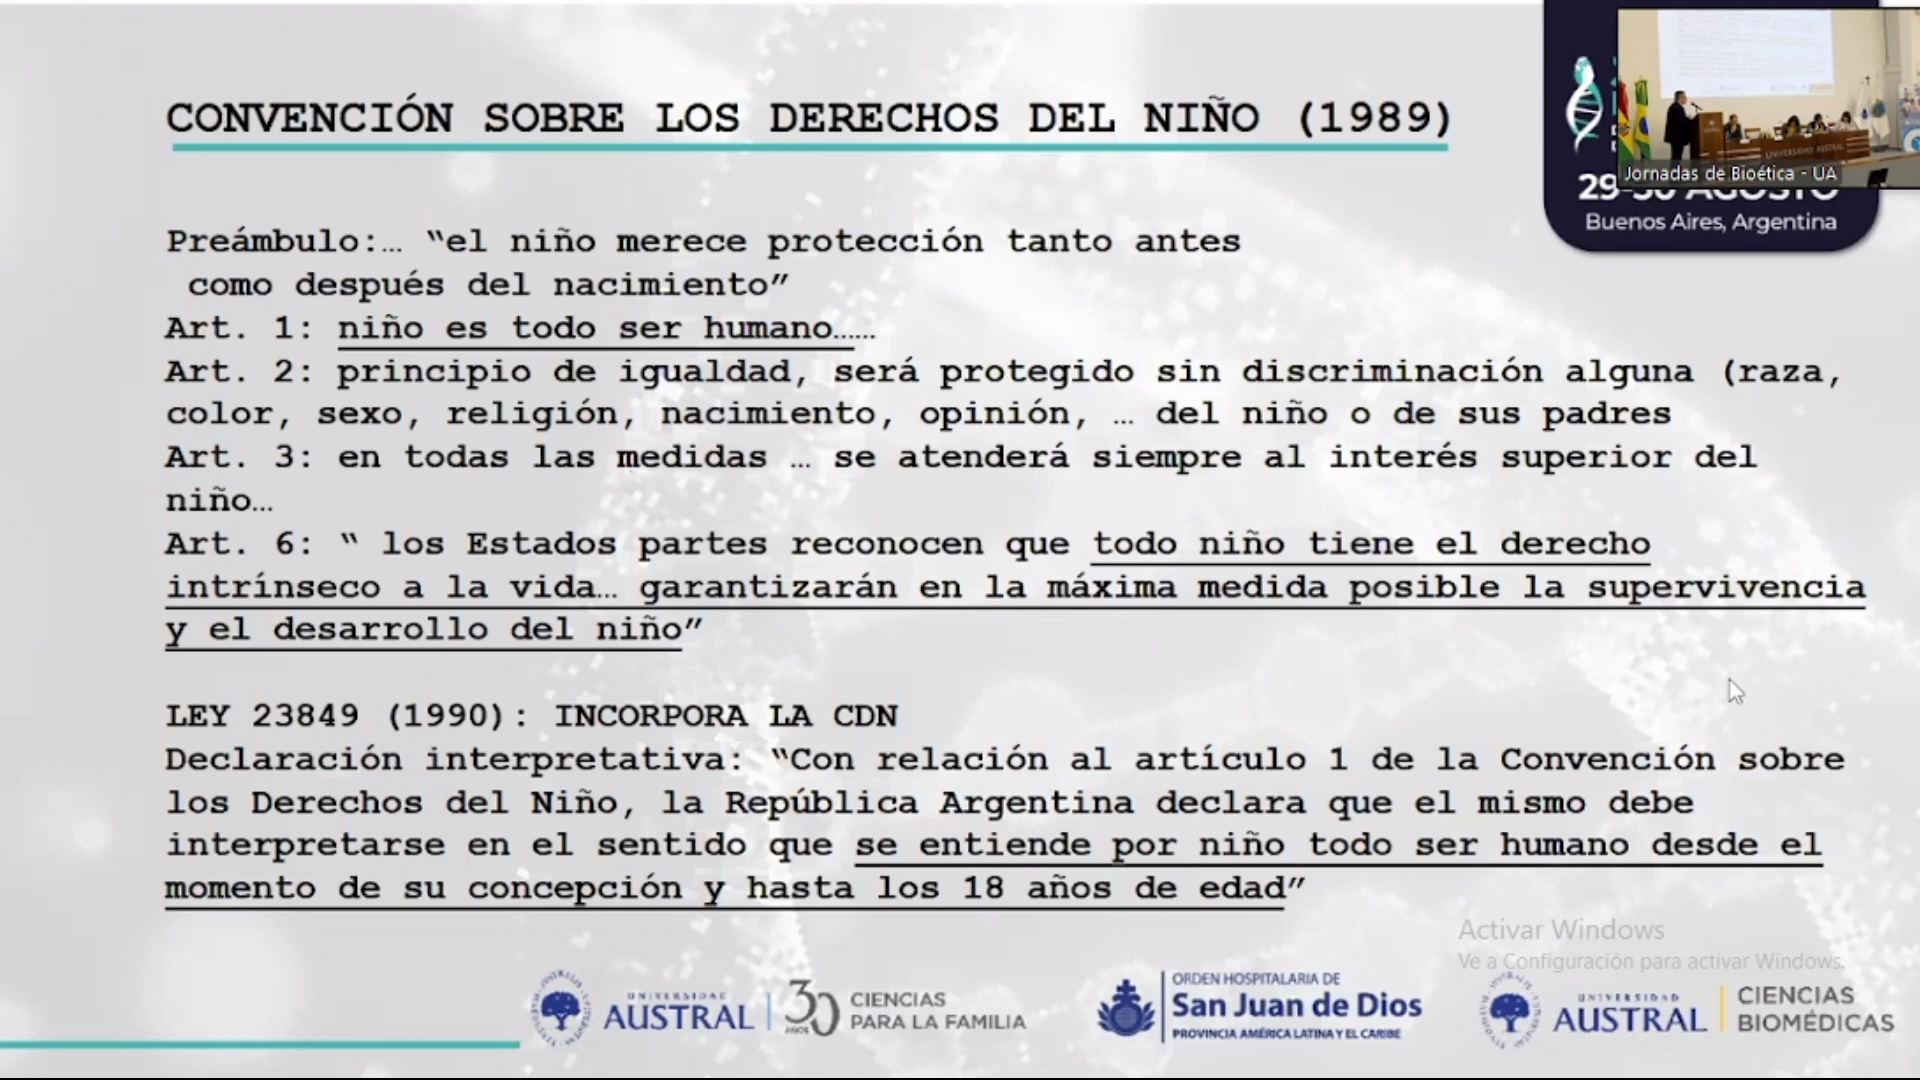 CONVENCIÓN SOBRE LOS DERECHOS DEL NIÑO (1989)
Preámbulo:… “el niño merece protección tanto antes
como después del nacimiento”
Art. 1: niño es todo ser humano……
Art. 2: principio de igualdad, será protegido sin discriminación alguna (raza,
color, sexo, religión, nacimiento, opinión, … del niño o de sus padres
Art. 3: en todas las medidas … se atenderá siempre al interés superior del
niño…
Art. 6: “ los Estados partes reconocen que todo niño tiene el derecho
intrínseco a la vida… garantizarán en la máxima medida posible la supervivencia
y el desarrollo del niño”
LEY 23849 (1990): INCORPORA LA CDN
Declaración interpretativa: “Con relación al artículo 1 de la Convención sobre
los Derechos del Niño, la República Argentina declara que el mismo debe
interpretarse en el sentido que se entiende por niño todo ser humano desde el
momento de su concepción y hasta los 18 años de edad”
Jornadas de Bioética - UA
29-30 AGOSTO
Buenos Aires, Argentina
UNIVERSIDAD AUSTRAL
Activar Windows
Ve a Configuración para activar Windows.
UNIVERSIDAD
AUSTRAL
30
AÑOS
CIENCIAS
PARA LA FAMILIA
ORDEN HOSPITALARIA DE
San Juan de Dios
PROVINCIA AMÉRICA LATINA Y EL CARIBE
UNIVERSIDAD
AUSTRAL
CIENCIAS
BIOMÉDICAS